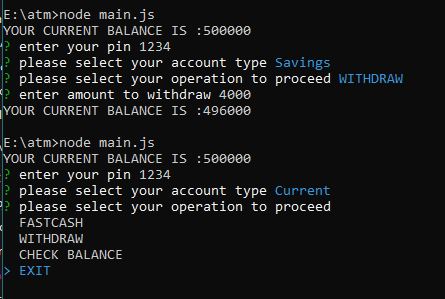 E:\atm>node main.js
YOUR CURRENT BALANCE IS :500000
? enter your pin 1234
? please select your account type Savings
? please select your operation to proceed WITHDRAW
? enter amount to withdraw 4000
YOUR CURRENT BALANCE IS :496000
E:\atm>node main.js
YOUR CURRENT BALANCE IS :500000
? enter your pin 1234
? please select your account type Current
? please select your operation to proceed
FASTCASH
WITHDRAW
CHECK BALANCE
> EXIT